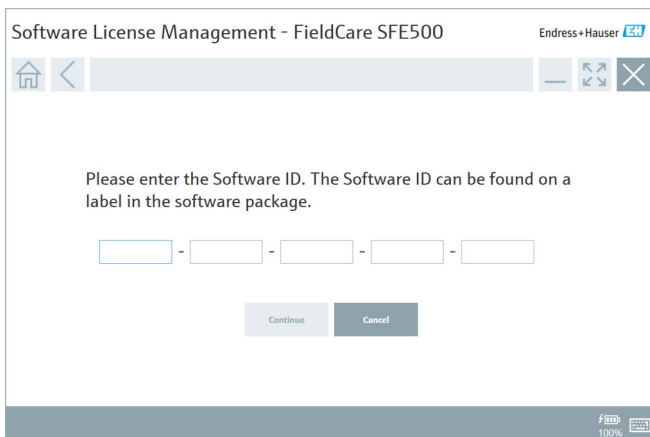 Software License Management - FieldCare SFE500
Endress+Hauser EH
Please enter the Software ID. The Software ID can be found on a
label in the software package.
- - - -
Continue Cancel
100%